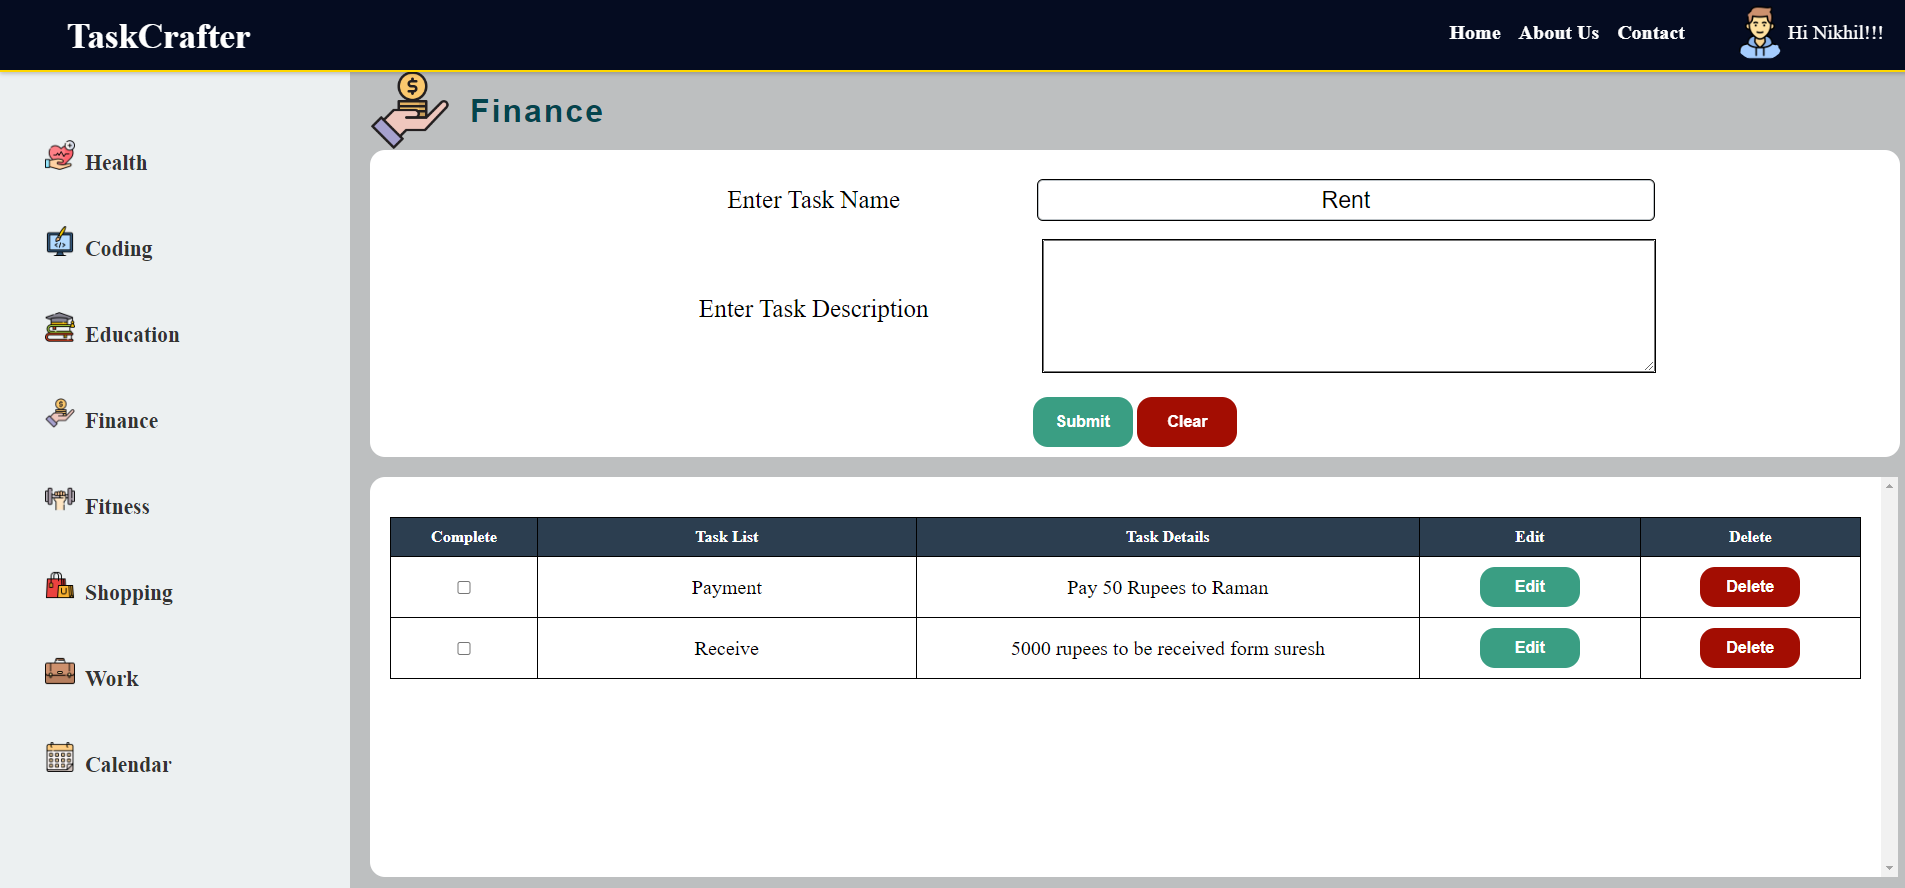 TaskCrafter
Home About Us Contact Hi Nikhil!!!
Health
Coding
Education
Finance
Fitness
Shopping
Work
Calendar
Finance
Enter Task Name Rent
Enter Task Description
Submit Clear
Complete Task List Task Details Edit Delete
Payment Pay 50 Rupees to Raman Edit Delete
Receive 5000 rupees to be received form suresh Edit Delete